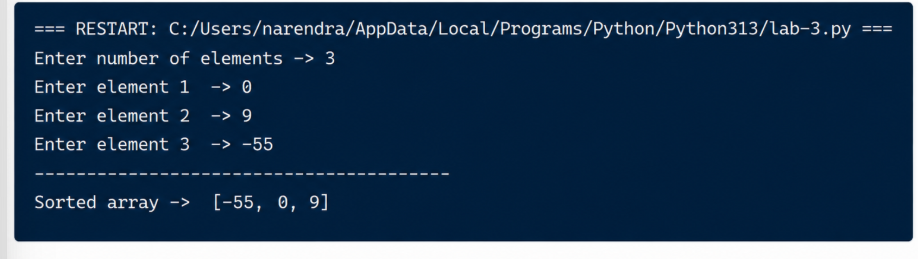 === RESTART: C:/Users/narendra/AppData/Local/Programs/Python/Python313/lab-3.py ===
Enter number of elements -> 3
Enter element 1  -> 0
Enter element 2  -> 9
Enter element 3  -> -55
----------------------------------------
Sorted array ->  [-55, 0, 9]